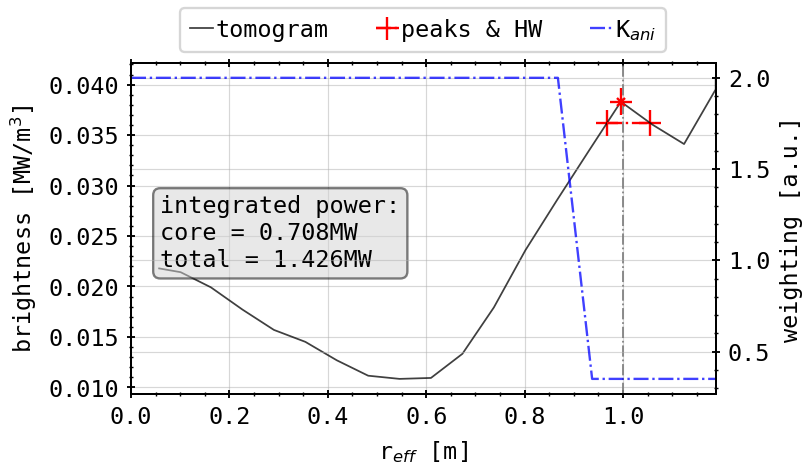 tomogram peaks & HW K_ani
brightness [MW/m³]
0.040
0.035
0.030
0.025
0.020
0.015
0.010
integrated power:
core = 0.708MW
total = 1.426MW
2.0
1.5
1.0
0.5
weighting [a.u.]
0.0 0.2 0.4 0.6 0.8 1.0
r_eff [m]